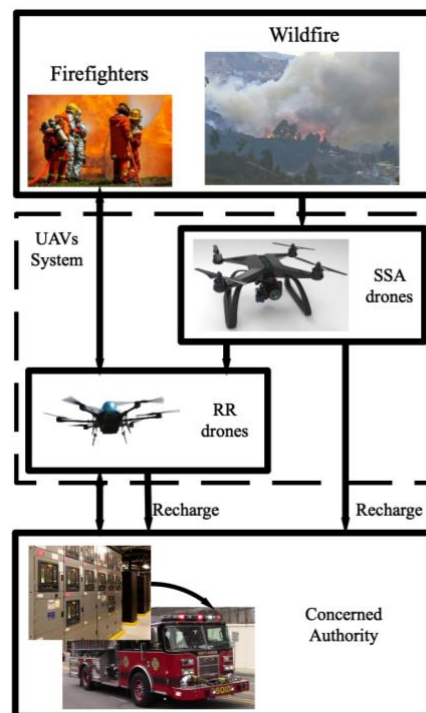 Wildfire
Firefighters
UAVs
System
SSA
drones
RR
drones
Recharge
Recharge
Concerned
Authority